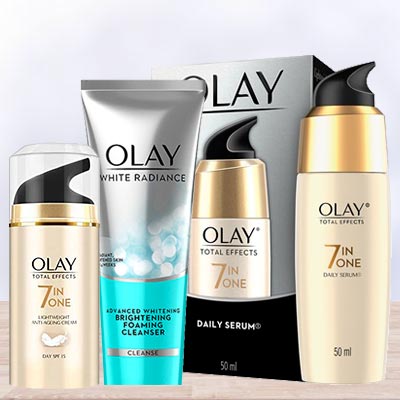 OLAY
TOTAL EFFECTS
7 IN
ONE
LIGHTWEIGHT
ANTI-AGEING CREAM
DAY SPF 15
OLAY
WHITE RADIANCE
ADVANCED WHITENING
BRIGHTENING
FOAMING
CLEANSER
CLEANSE
OLAY
OLAY®
TOTAL EFFECTS
7 IN
ONE
DAILY SERUM
50 ml
OLAY®
TOTAL EFFECTS
7 IN
ONE
DAILY SERUM
50 ml